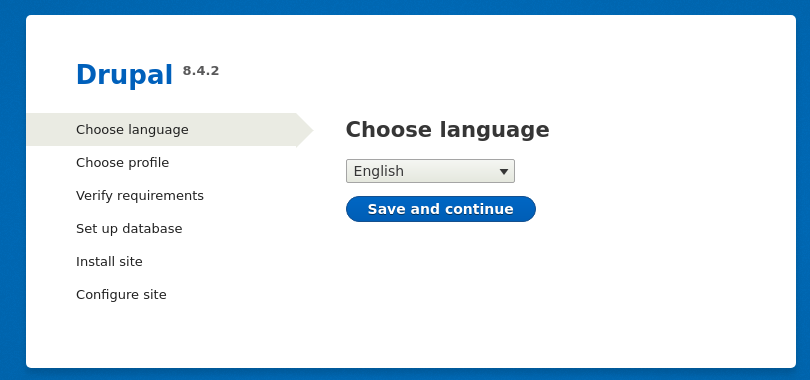 Drupal 8.4.2
Choose language
Choose profile
Verify requirements
Set up database
Install site
Configure site
Choose language
English
Save and continue